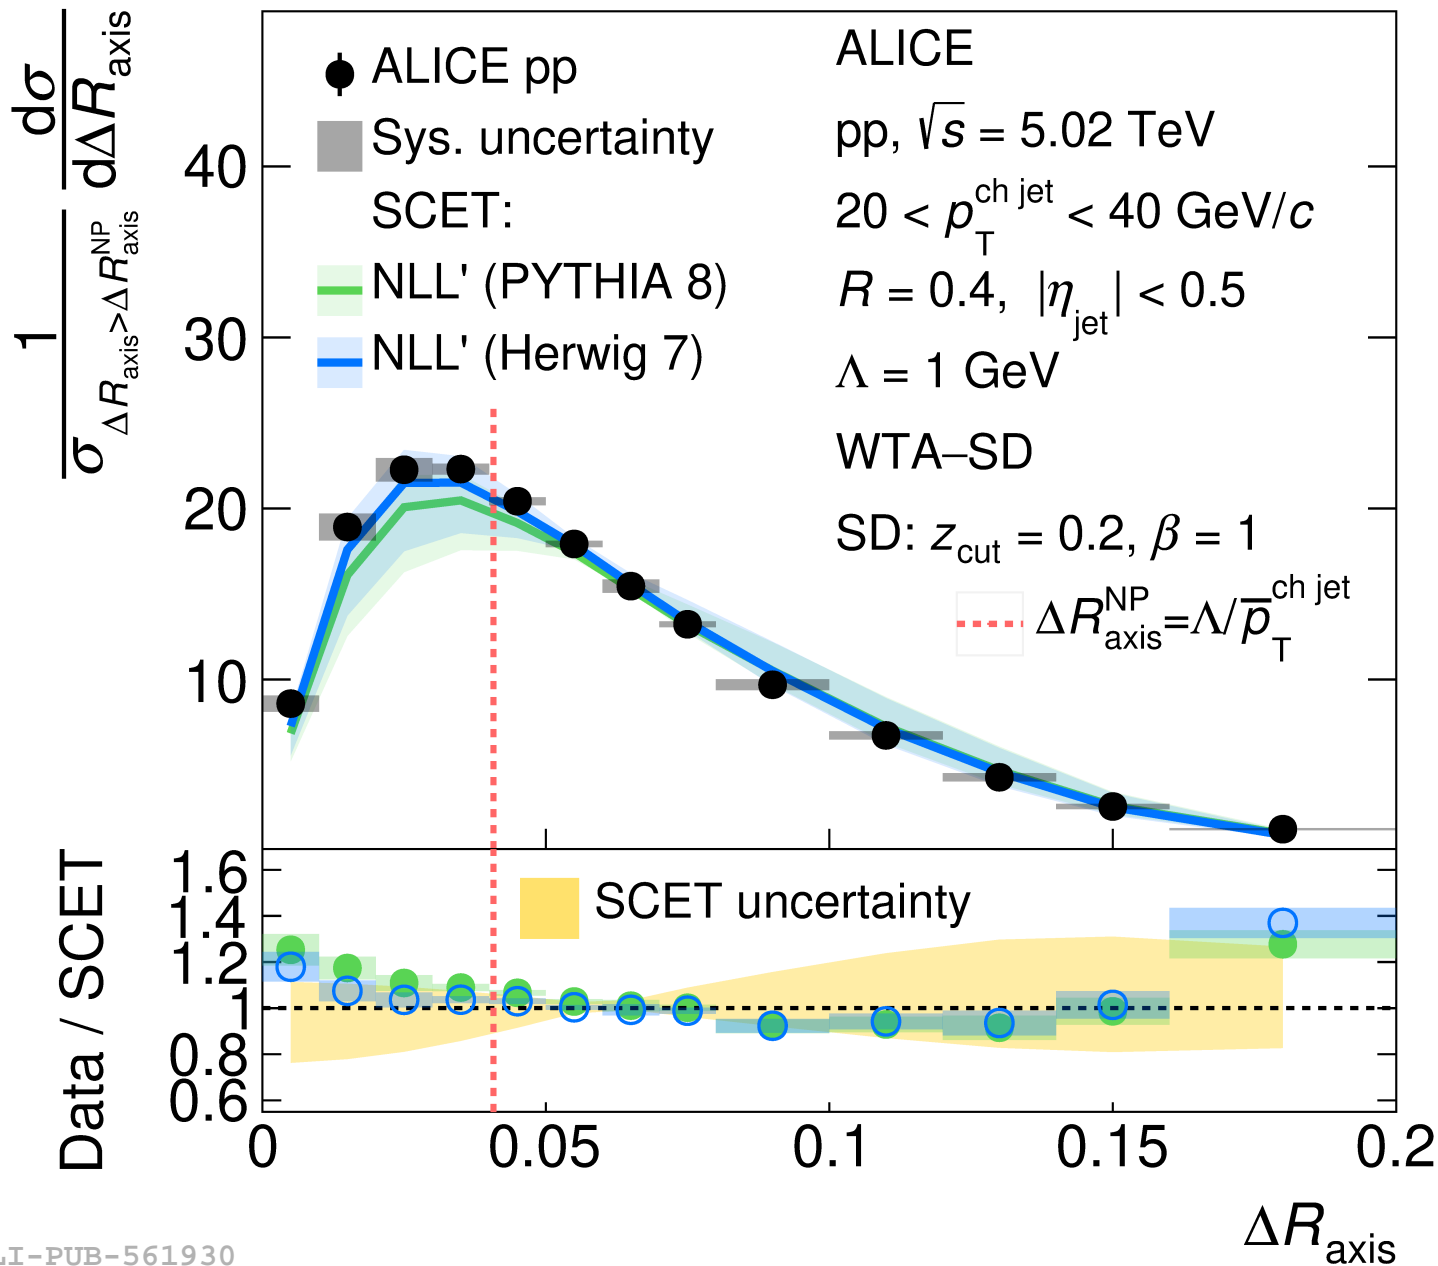 1/σ_{ΔR_axis>ΔR_axis^NP} dσ/dΔR_axis
ALICE pp
Sys. uncertainty
SCET:
NLL' (PYTHIA 8)
NLL' (Herwig 7)
ALICE
pp, √s = 5.02 TeV
20 < p_T^{ch jet} < 40 GeV/c
R = 0.4, |η_jet| < 0.5
Λ = 1 GeV
WTA–SD
SD: z_cut = 0.2, β = 1
ΔR_axis^NP=Λ/p̅_T^{ch jet}
40
30
20
10
Data / SCET
SCET uncertainty
1.6
1.4
1.2
1
0.8
0.6
0 0.05 0.1 0.15 0.2
ΔR_axis
LI-PUB-561930